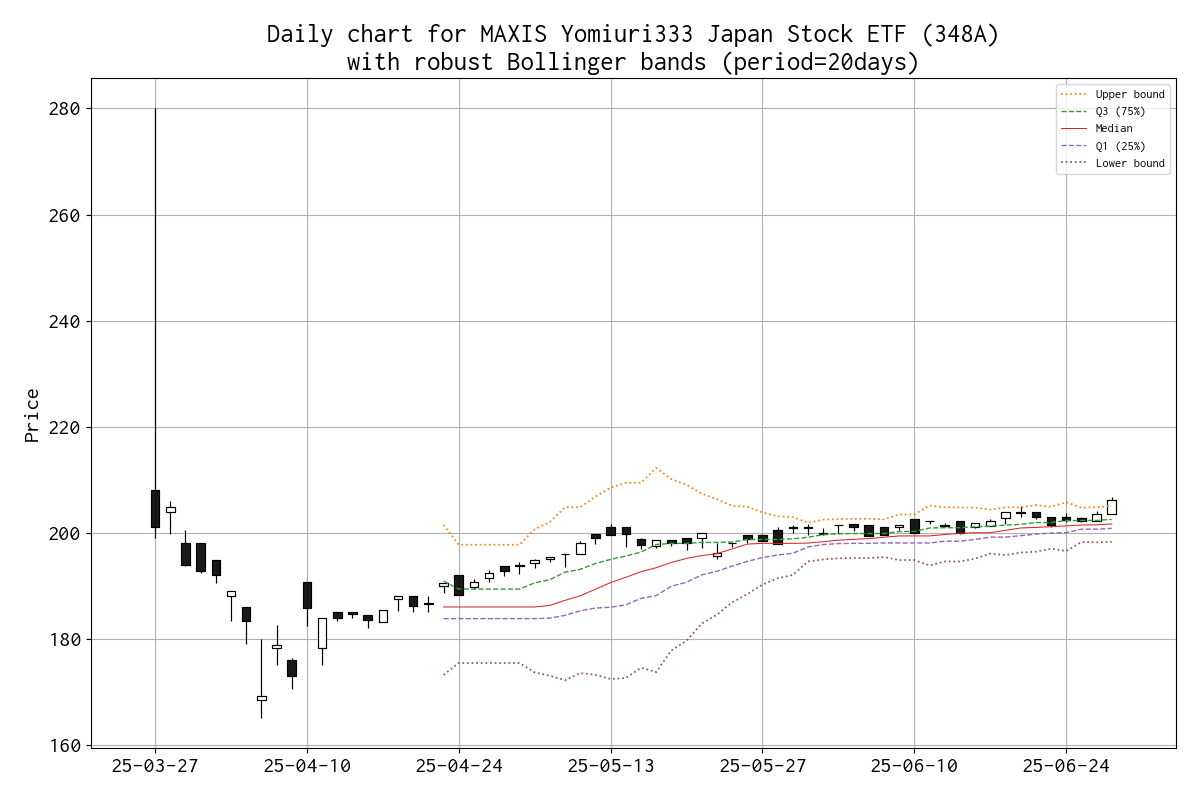 Daily chart for MAXIS Yomiuri333 Japan Stock ETF (348A)
with robust Bollinger bands (period=20days)
Upper bound
Q3 (75%)
Median
Q1 (25%)
Lower bound
Price
280
260
240
220
200
180
160
25-03-27
25-04-10
25-04-24
25-05-13
25-05-27
25-06-10
25-06-24